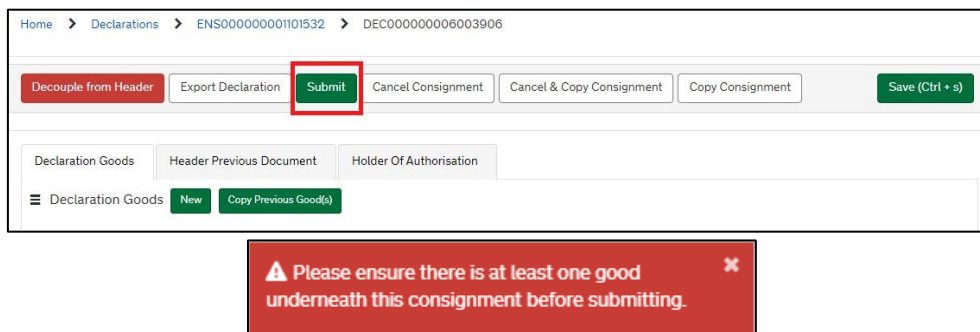 Home > Declarations > ENS000000001101532 > DEC000000006003906
Decouple from Header Export Declaration Submit Cancel Consignment Cancel & Copy Consignment Copy Consignment Save (Ctrl + s)
Declaration Goods Header Previous Document Holder Of Authorisation
Declaration Goods New Copy Previous Good(s)
Please ensure there is at least one good
underneath this consignment before submitting.